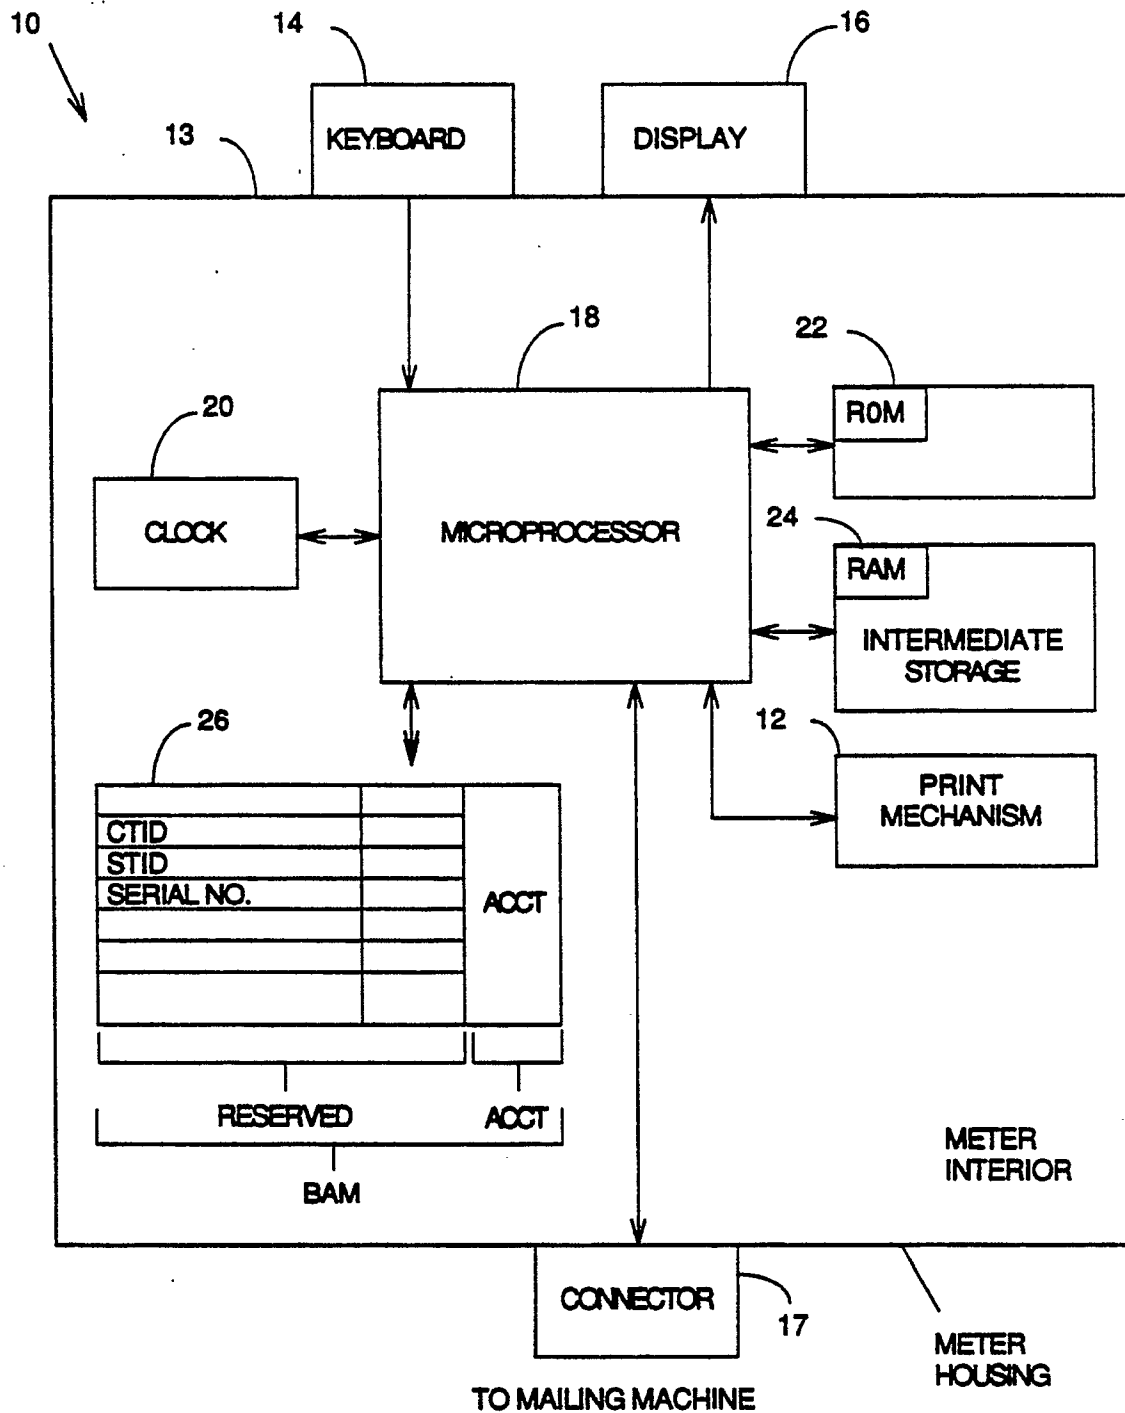 10
14
16
13
KEYBOARD
DISPLAY
18
22
20
ROM
CLOCK
MICROPROCESSOR
24
RAM
INTERMEDIATE
STORAGE
26
12
PRINT
MECHANISM
CTID
STID
SERIAL NO.
ACCT
RESERVED
ACCT
BAM
METER
INTERIOR
CONNECTOR
17
METER
HOUSING
TO MAILING MACHINE